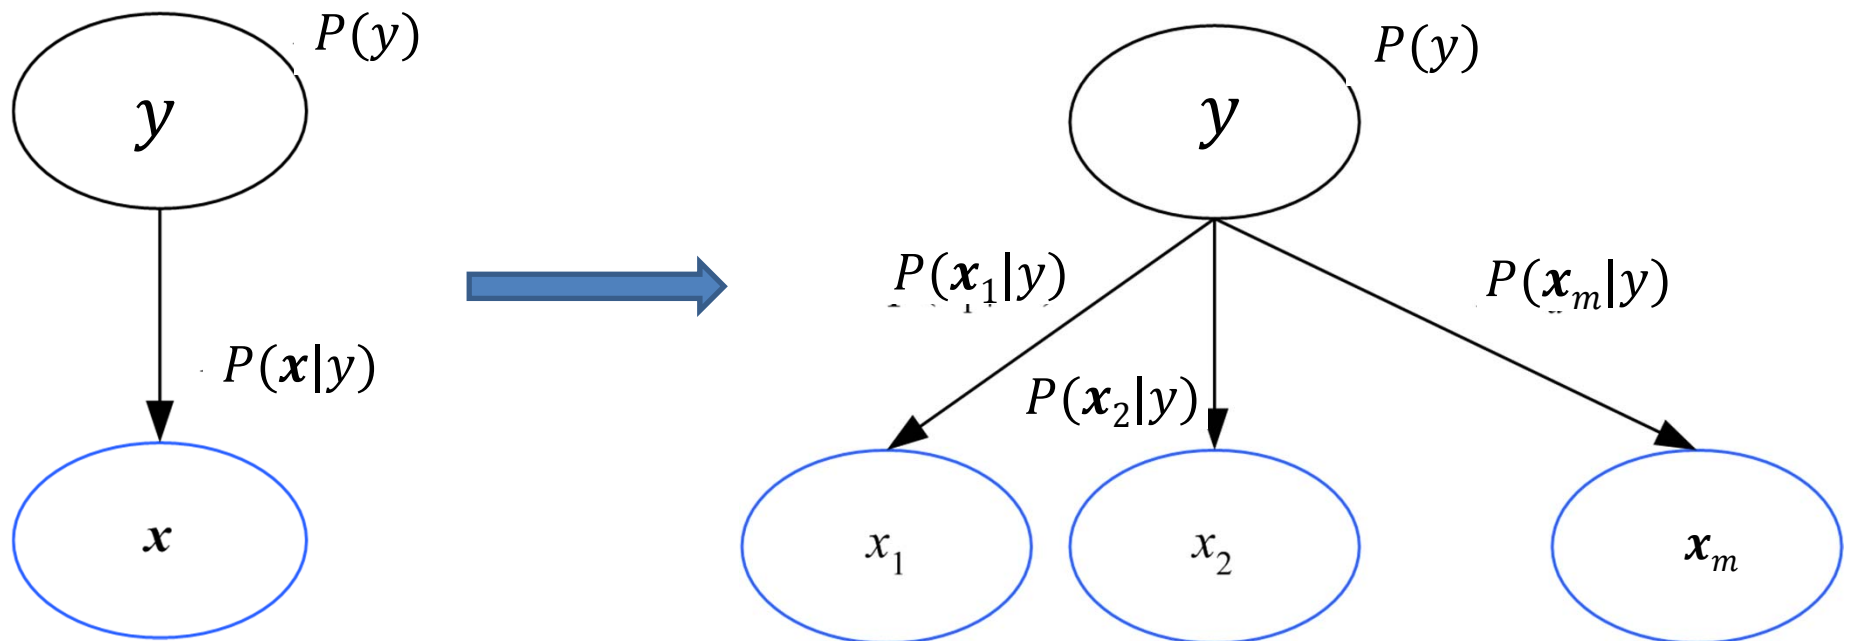 P(y)
y
P(x|y)
x
P(y)
y
P(x₁|y)
P(x₂|y)
P(xₘ|y)
x₁
x₂
xₘ